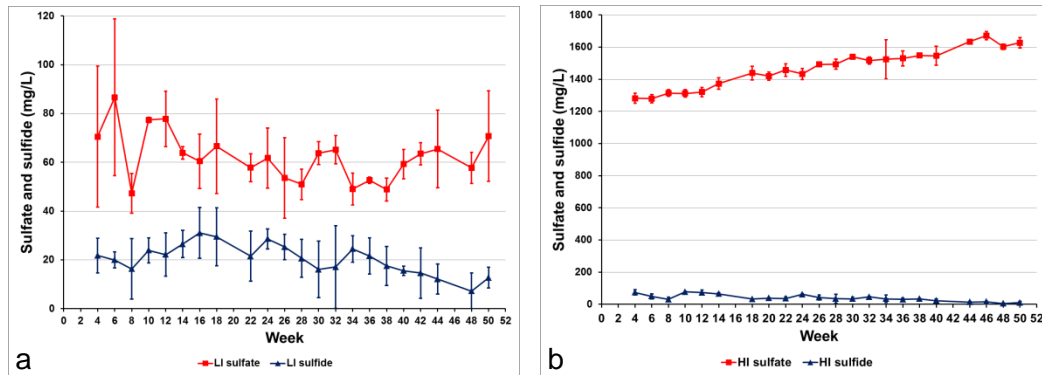 120
100
80
60
40
20
0
Sulfate and sulfide (mg/L)
0 2 4 6 8 10 12 14 16 18 20 22 24 26 28 30 32 34 36 38 40 42 44 46 48 50 52
Week
LI sulfate LI sulfide
a
1800
1600
1400
1200
1000
800
600
400
200
0
Sulfate and sulfide (mg/L)
0 2 4 6 8 10 12 14 16 18 20 22 24 26 28 30 32 34 36 38 40 42 44 46 48 50 52
Week
HI sulfate HI sulfide
b